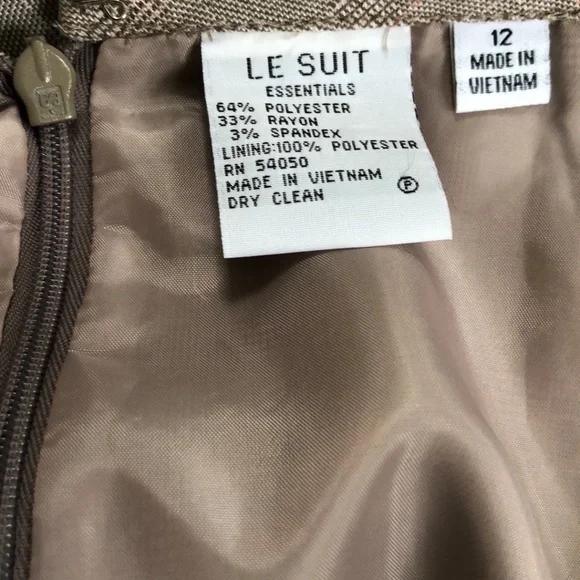 LE SUIT
ESSENTIALS
64% POLYESTER
33% RAYON
3% SPANDEX
LINING:100% POLYESTER
RN 54050
MADE IN VIETNAM
DRY CLEAN
P
12
MADE IN
VIETNAM